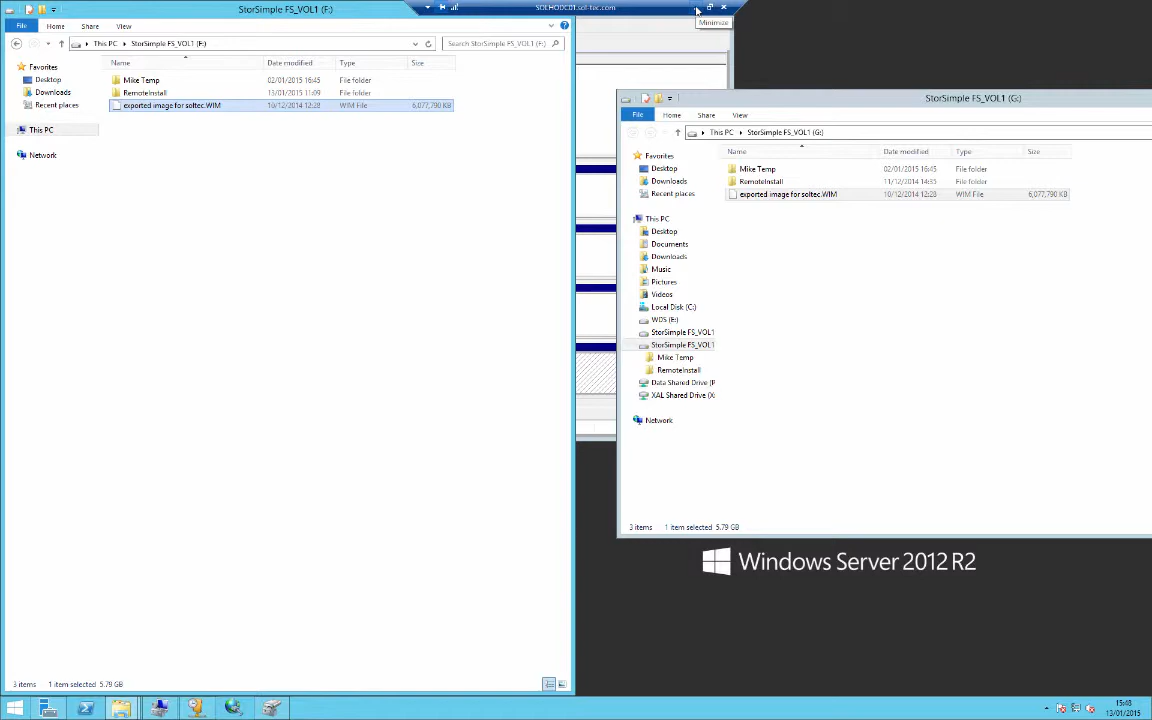 StorSimple FS_VOL1 (F:)
SOLHODC01.sol-tec.com
Minimize
File Home Share View
This PC StorSimple FS_VOL1 (F:)
Search StorSimple FS_VOL1 (F:)
Favorites
Desktop
Downloads
Recent places
This PC
Network
Name Date modified Type Size
Mike Temp 02/01/2015 16:45 File folder
RemoteInstall 13/01/2015 11:09 File folder
exported image for soltec.WIM 10/12/2014 12:28 WIM File 6,077,790 KB
3 items 1 item selected 5.79 GB
StorSimple FS_VOL1 (G:)
File Home Share View
This PC StorSimple FS_VOL1 (G:)
Favorites
Desktop
Downloads
Recent places
This PC
Desktop
Documents
Downloads
Music
Pictures
Videos
Local Disk (C:)
WDS (E:)
StorSimple FS_VOL1
StorSimple FS_VOL1
Mike Temp
RemoteInstall
Data Shared Drive (P
XAL Shared Drive (X:
Network
Name Date modified Type Size
Mike Temp 02/01/2015 16:45 File folder
RemoteInstall 11/12/2014 14:35 File folder
exported image for soltec.WIM 10/12/2014 12:28 WIM File 6,077,790 KB
3 items 1 item selected 5.79 GB
Windows Server 2012 R2
15:48
13/01/2015